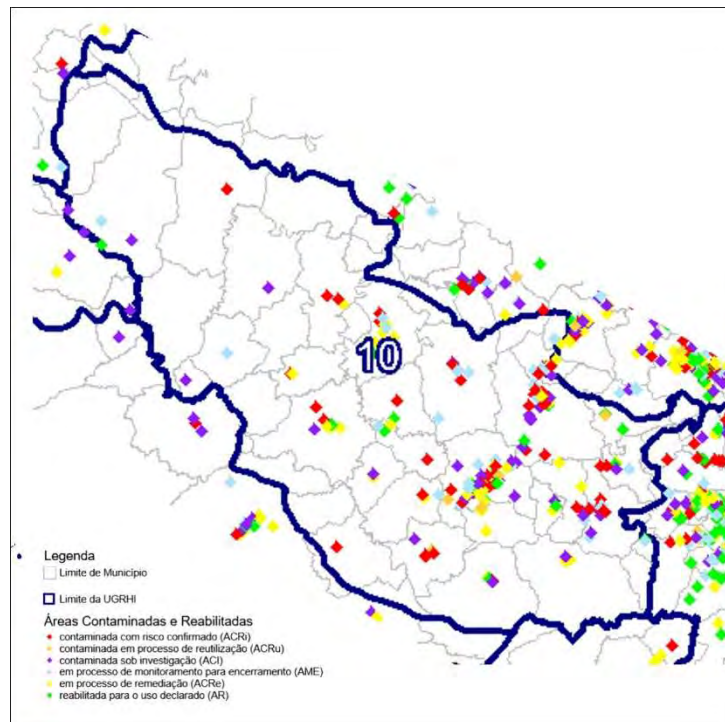 10
Legenda
Limite de Município
Limite da UGRHI
Áreas Contaminadas e Reabilitadas
contaminada com risco confirmado (ACRi)
contaminada em processo de reutilização (ACRu)
contaminada sob investigação (ACI)
em processo de monitoramento para encerramento (AME)
em processo de remediação (ACRe)
reabilitada para o uso declarado (AR)